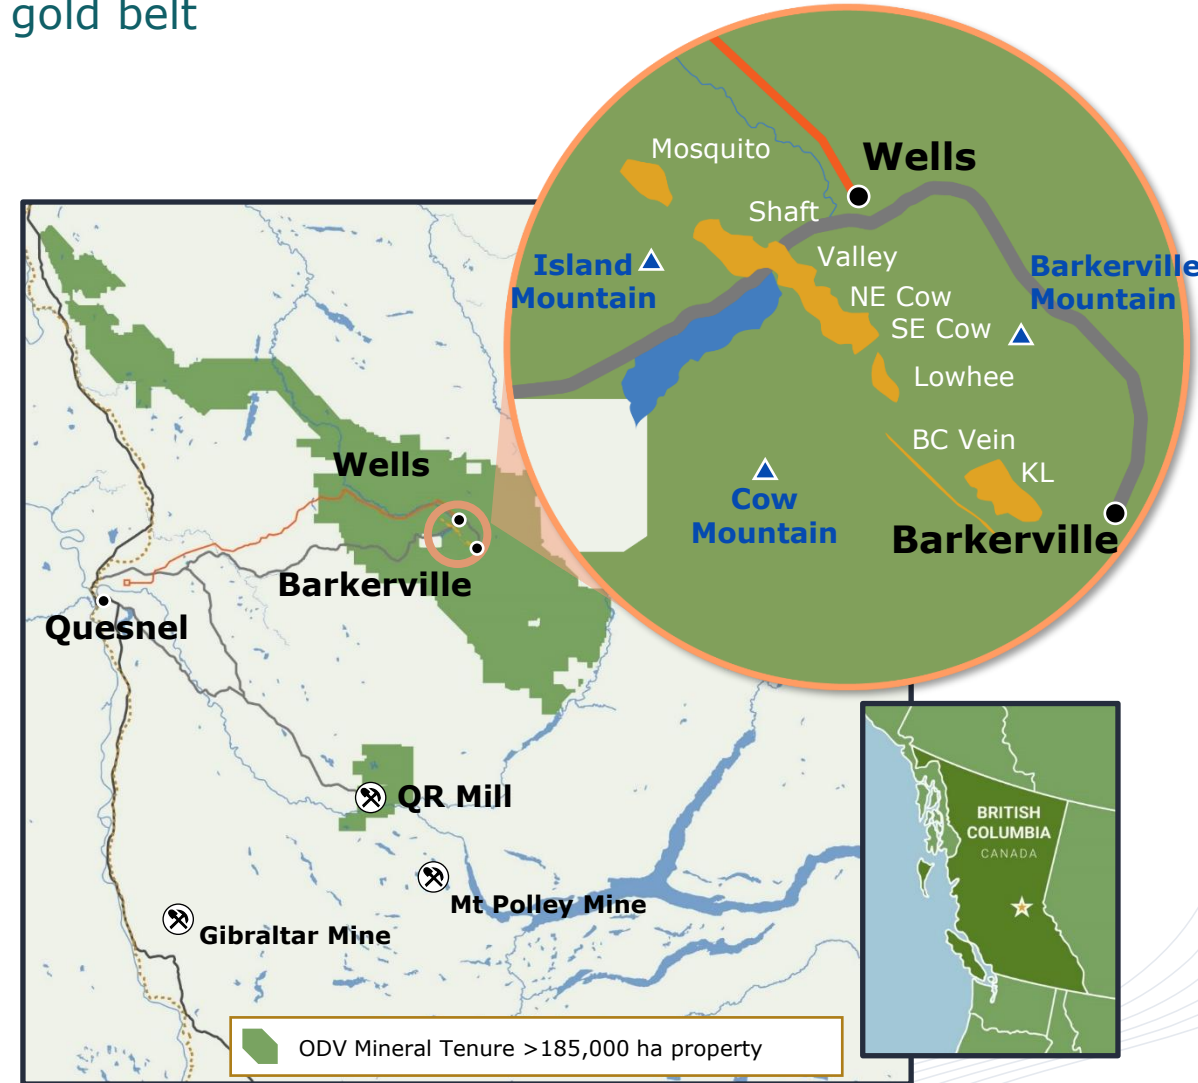 gold belt
Mosquito
Wells
Shaft
Island
Mountain
Valley
Barkerville
Mountain
NE Cow
SE Cow
Lowhee
BC Vein
KL
Cow
Mountain
Barkerville
Wells
Barkerville
Quesnel
QR Mill
Mt Polley Mine
Gibraltar Mine
BRITISH
COLUMBIA
CANADA
ODV Mineral Tenure >185,000 ha property